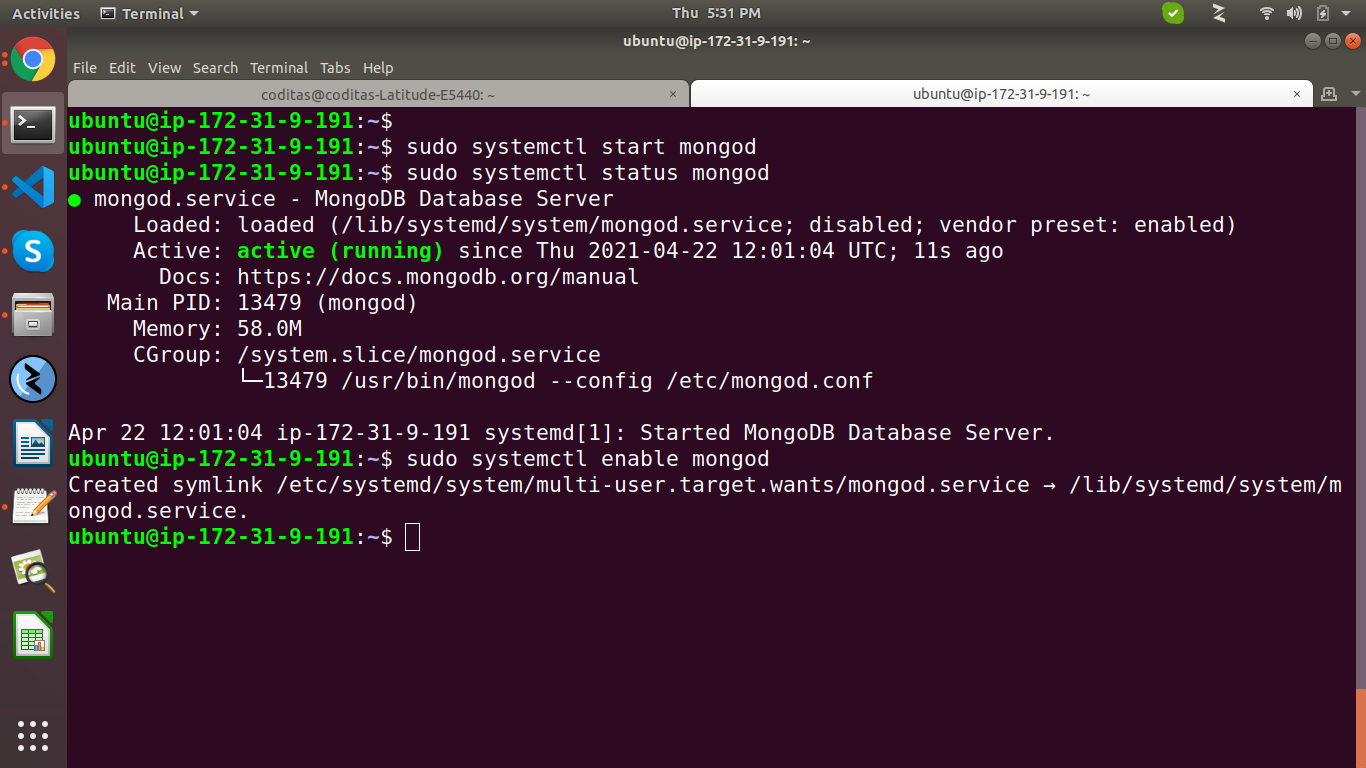 Activities Terminal Thu 5:31 PM
ubuntu@ip-172-31-9-191: ~
File Edit View Search Terminal Tabs Help
coditas@coditas-Latitude-E5440: ~ × ubuntu@ip-172-31-9-191: ~ ×
ubuntu@ip-172-31-9-191:~$
ubuntu@ip-172-31-9-191:~$ sudo systemctl start mongod
ubuntu@ip-172-31-9-191:~$ sudo systemctl status mongod
● mongod.service - MongoDB Database Server
Loaded: loaded (/lib/systemd/system/mongod.service; disabled; vendor preset: enabled)
Active: active (running) since Thu 2021-04-22 12:01:04 UTC; 11s ago
Docs: https://docs.mongodb.org/manual
Main PID: 13479 (mongod)
Memory: 58.0M
CGroup: /system.slice/mongod.service
└─13479 /usr/bin/mongod --config /etc/mongod.conf
Apr 22 12:01:04 ip-172-31-9-191 systemd[1]: Started MongoDB Database Server.
ubuntu@ip-172-31-9-191:~$ sudo systemctl enable mongod
Created symlink /etc/systemd/system/multi-user.target.wants/mongod.service → /lib/systemd/system/m
ongod.service.
ubuntu@ip-172-31-9-191:~$